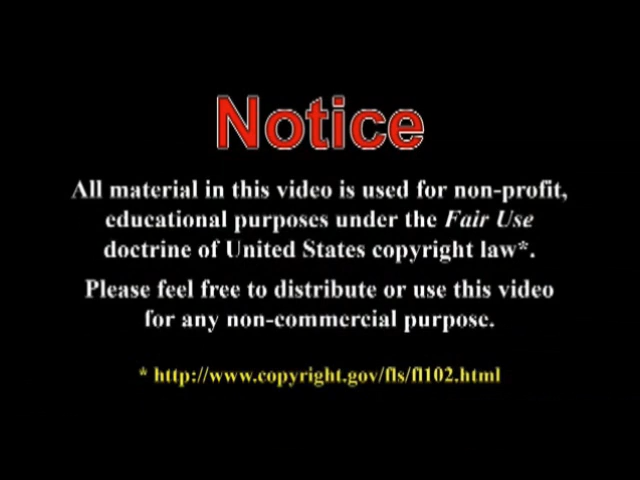 Notice
All material in this video is used for non-profit,
educational purposes under the Fair Use
doctrine of United States copyright law*.
Please feel free to distribute or use this video
for any non-commercial purpose.
* http://www.copyright.gov/fls/fl102.html